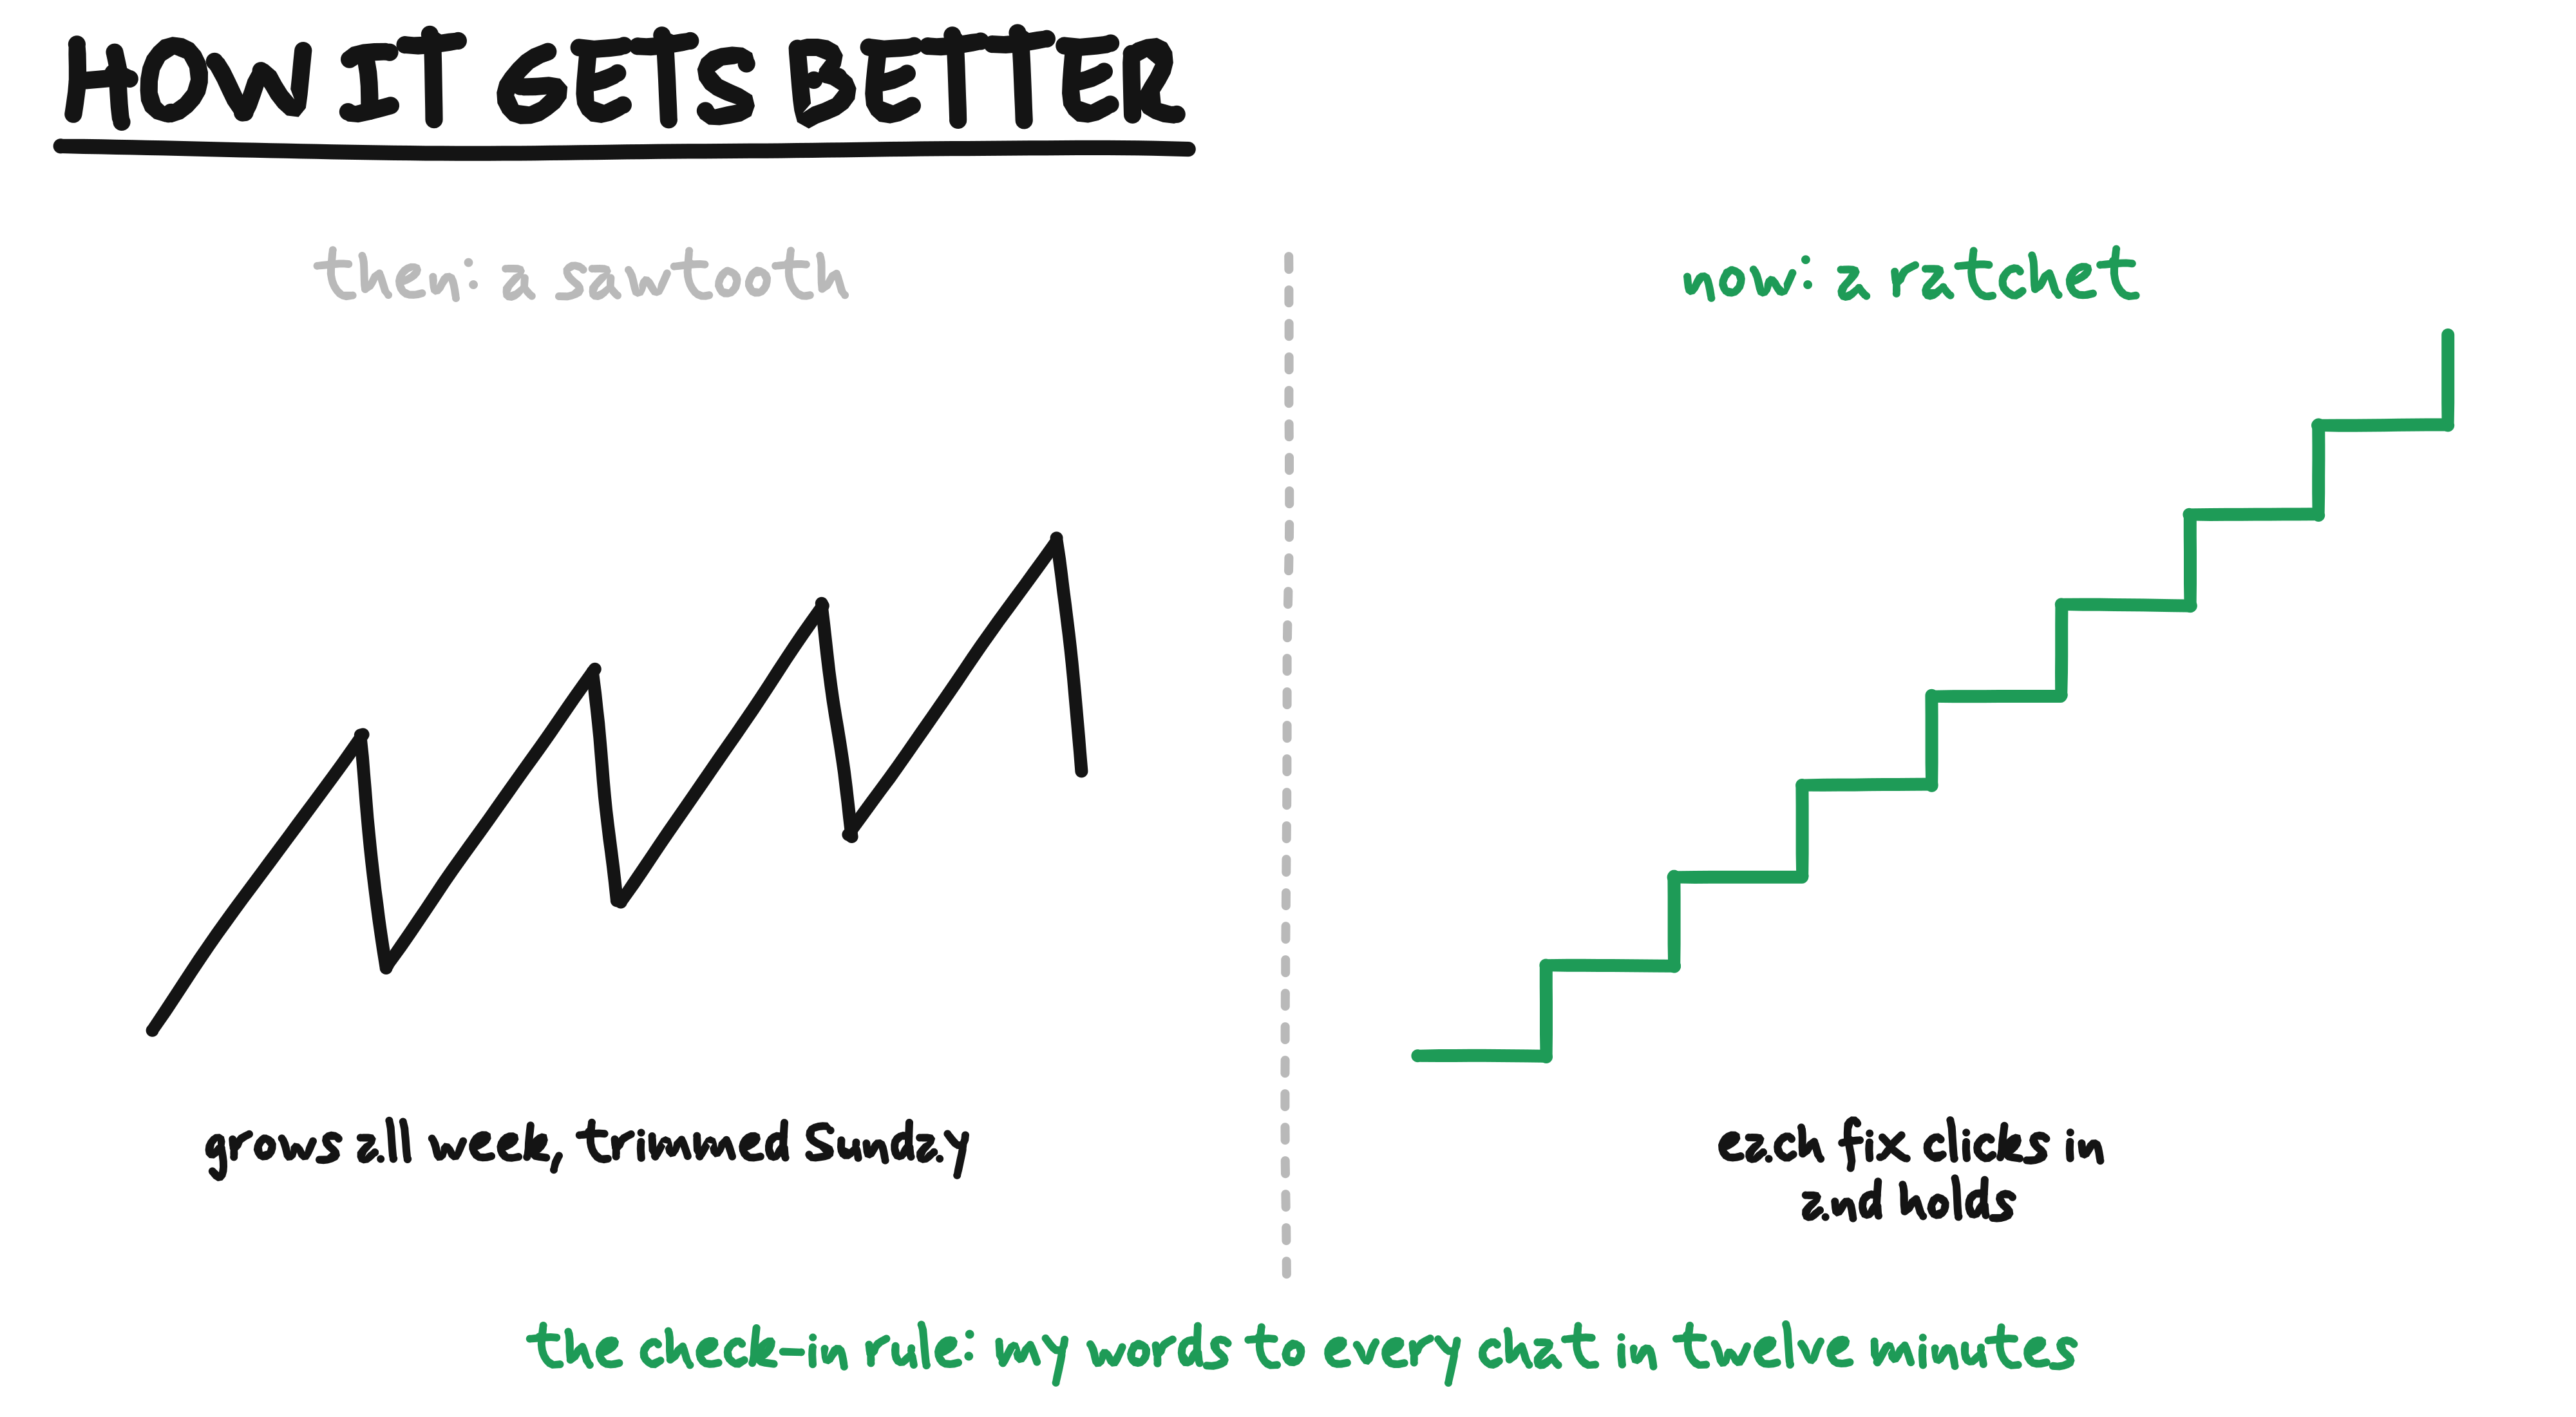 HOW IT GETS BETTER
then: a sawtooth
now: a ratchet
grows all week, trimmed Sunday
each fix clicks in
and holds
the check-in rule: my words to every chat in twelve minutes